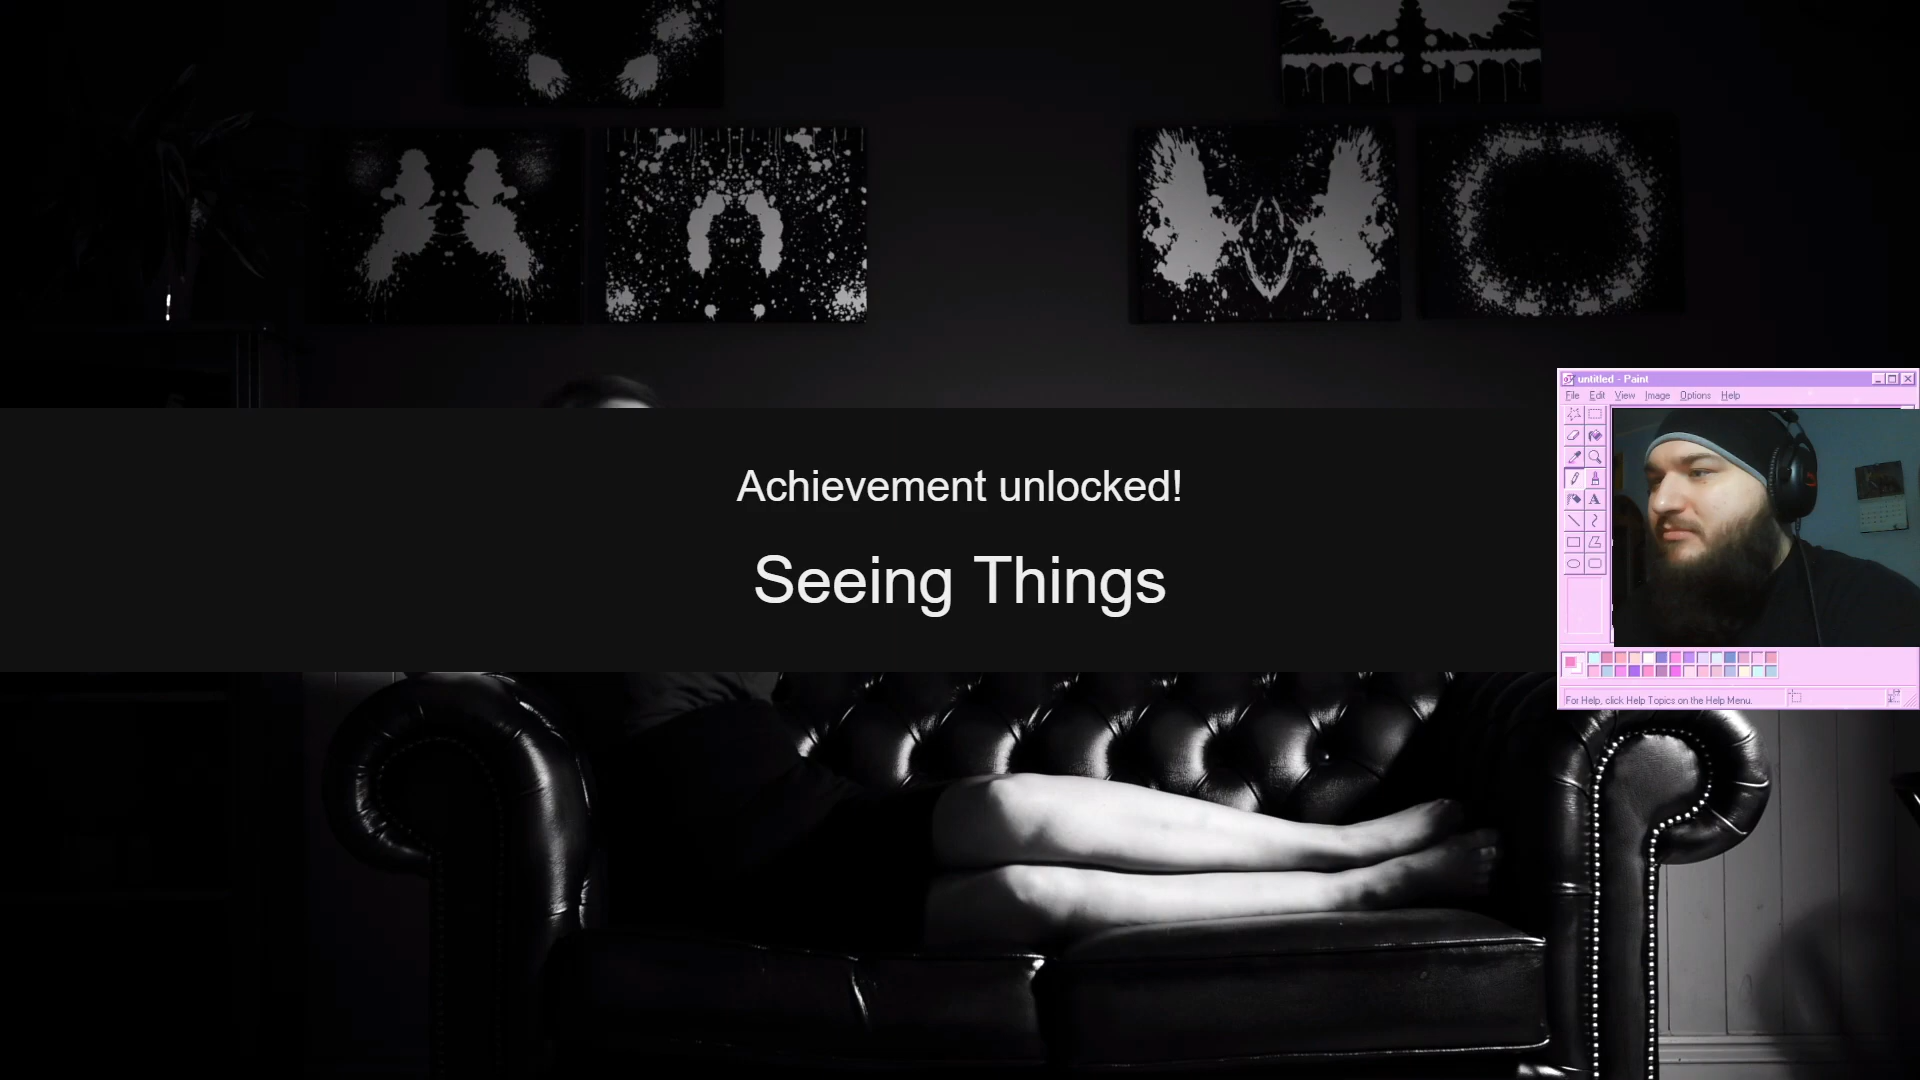 untitled - Paint
File Edit View Image Options Help
A
Achievement unlocked!
Seeing Things
For Help, click Help Topics on the Help Menu.